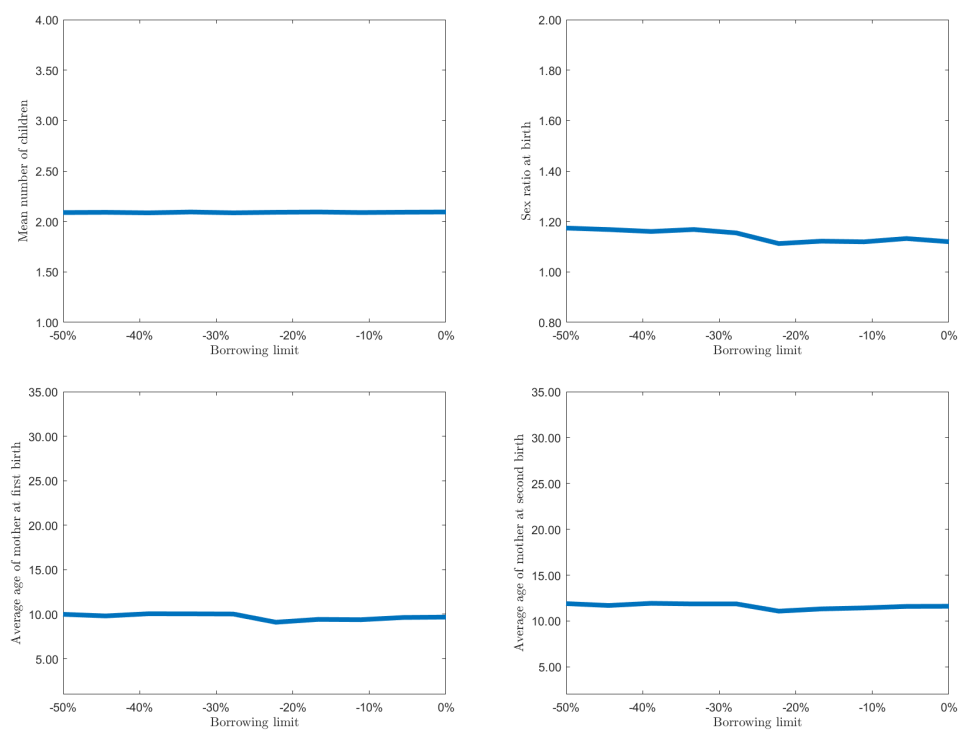 4.00
3.50
3.00
2.50
2.00
1.50
1.00
Mean number of children
-50% -40% -30% -20% -10% 0%
Borrowing limit
2.00
1.80
1.60
1.40
1.20
1.00
0.80
Sex ratio at birth
-50% -40% -30% -20% -10% 0%
Borrowing limit
35.00
30.00
25.00
20.00
15.00
10.00
5.00
Average age of mother at first birth
-50% -40% -30% -20% -10% 0%
Borrowing limit
35.00
30.00
25.00
20.00
15.00
10.00
5.00
Average age of mother at second birth
-50% -40% -30% -20% -10% 0%
Borrowing limit